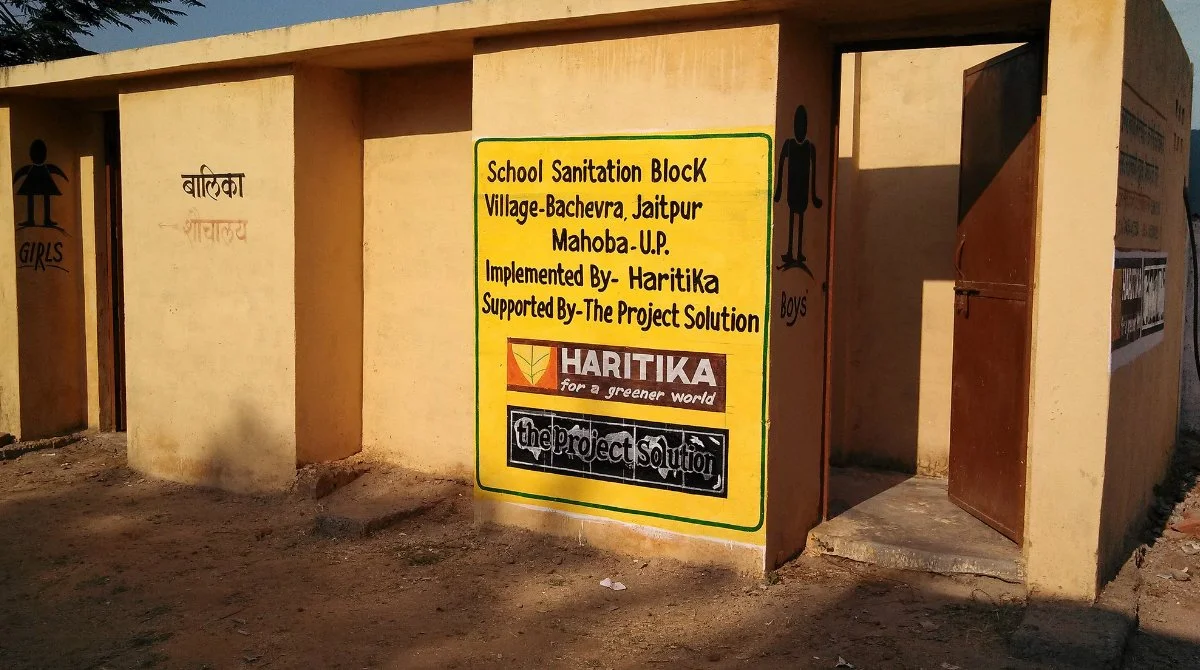 GIRLS
बालिका
शौचालय
School Sanitation Block
Village-Bachevra, Jaitpur
Mahoba-U.P.
Implemented By- Haritika
Supported By-The Project Solution
HARITIKA
for a greener world
the project solution
Boys